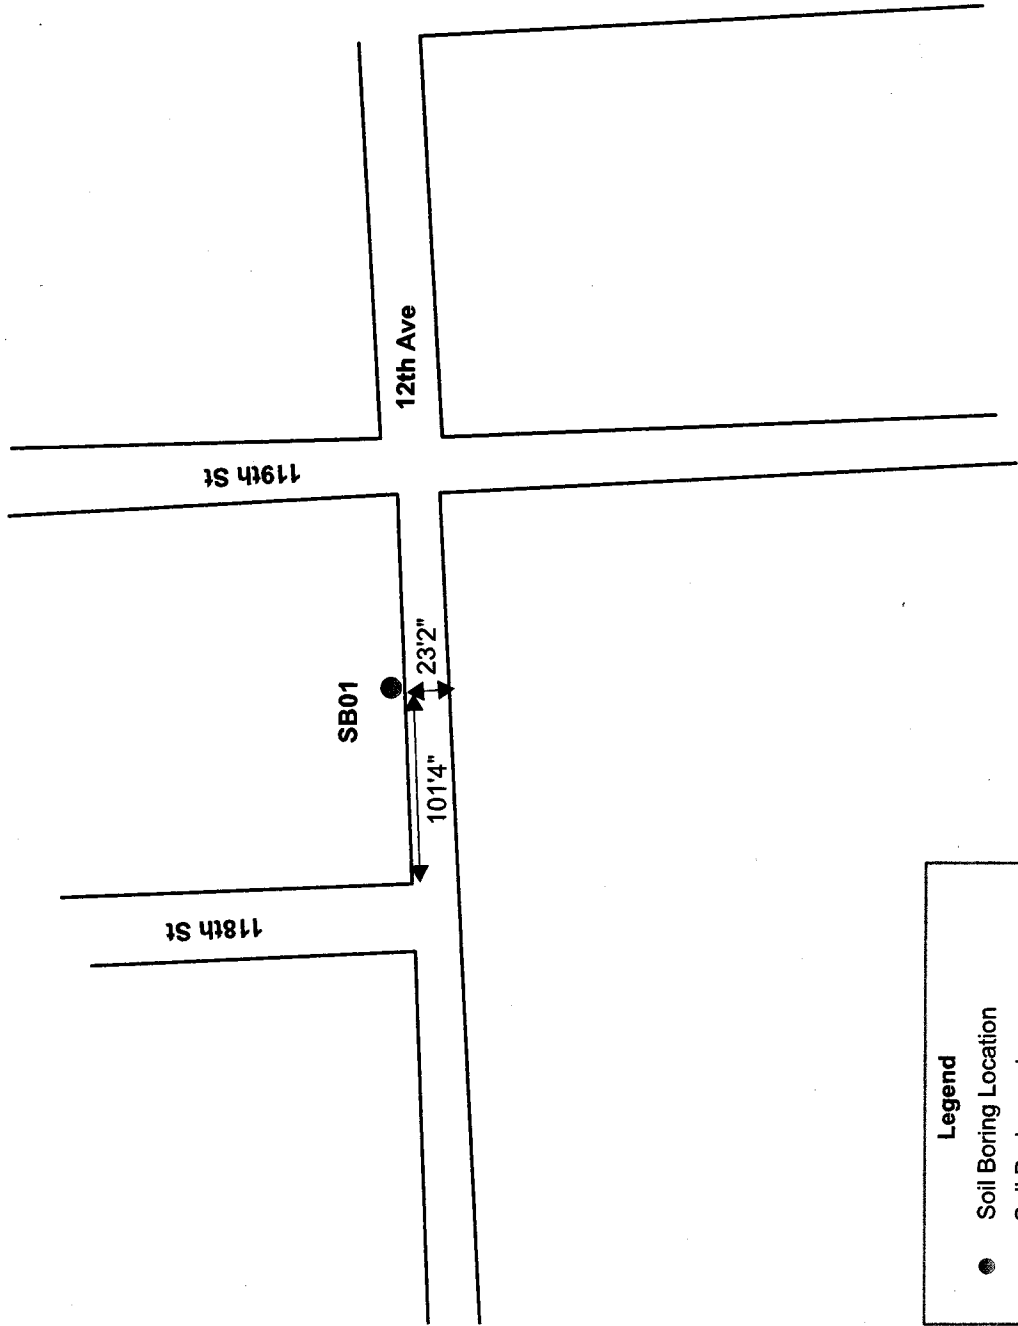 119th St
12th Ave
SB01
23'2"
101'4"
118th St
Legend
Soil Boring Location